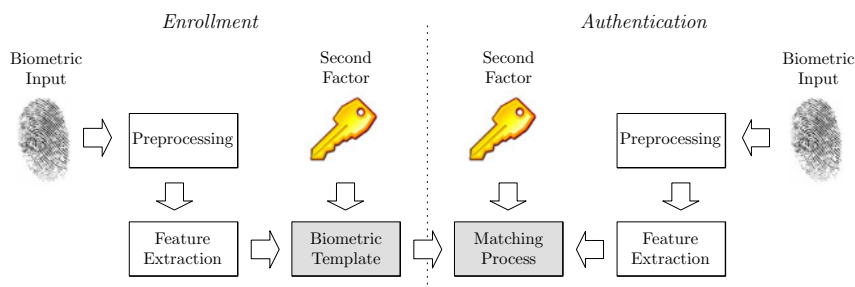 Enrollment
Authentication
Biometric
Input
Second
Factor
Second
Factor
Biometric
Input
Preprocessing
Preprocessing
Feature
Extraction
Biometric
Template
Matching
Process
Feature
Extraction